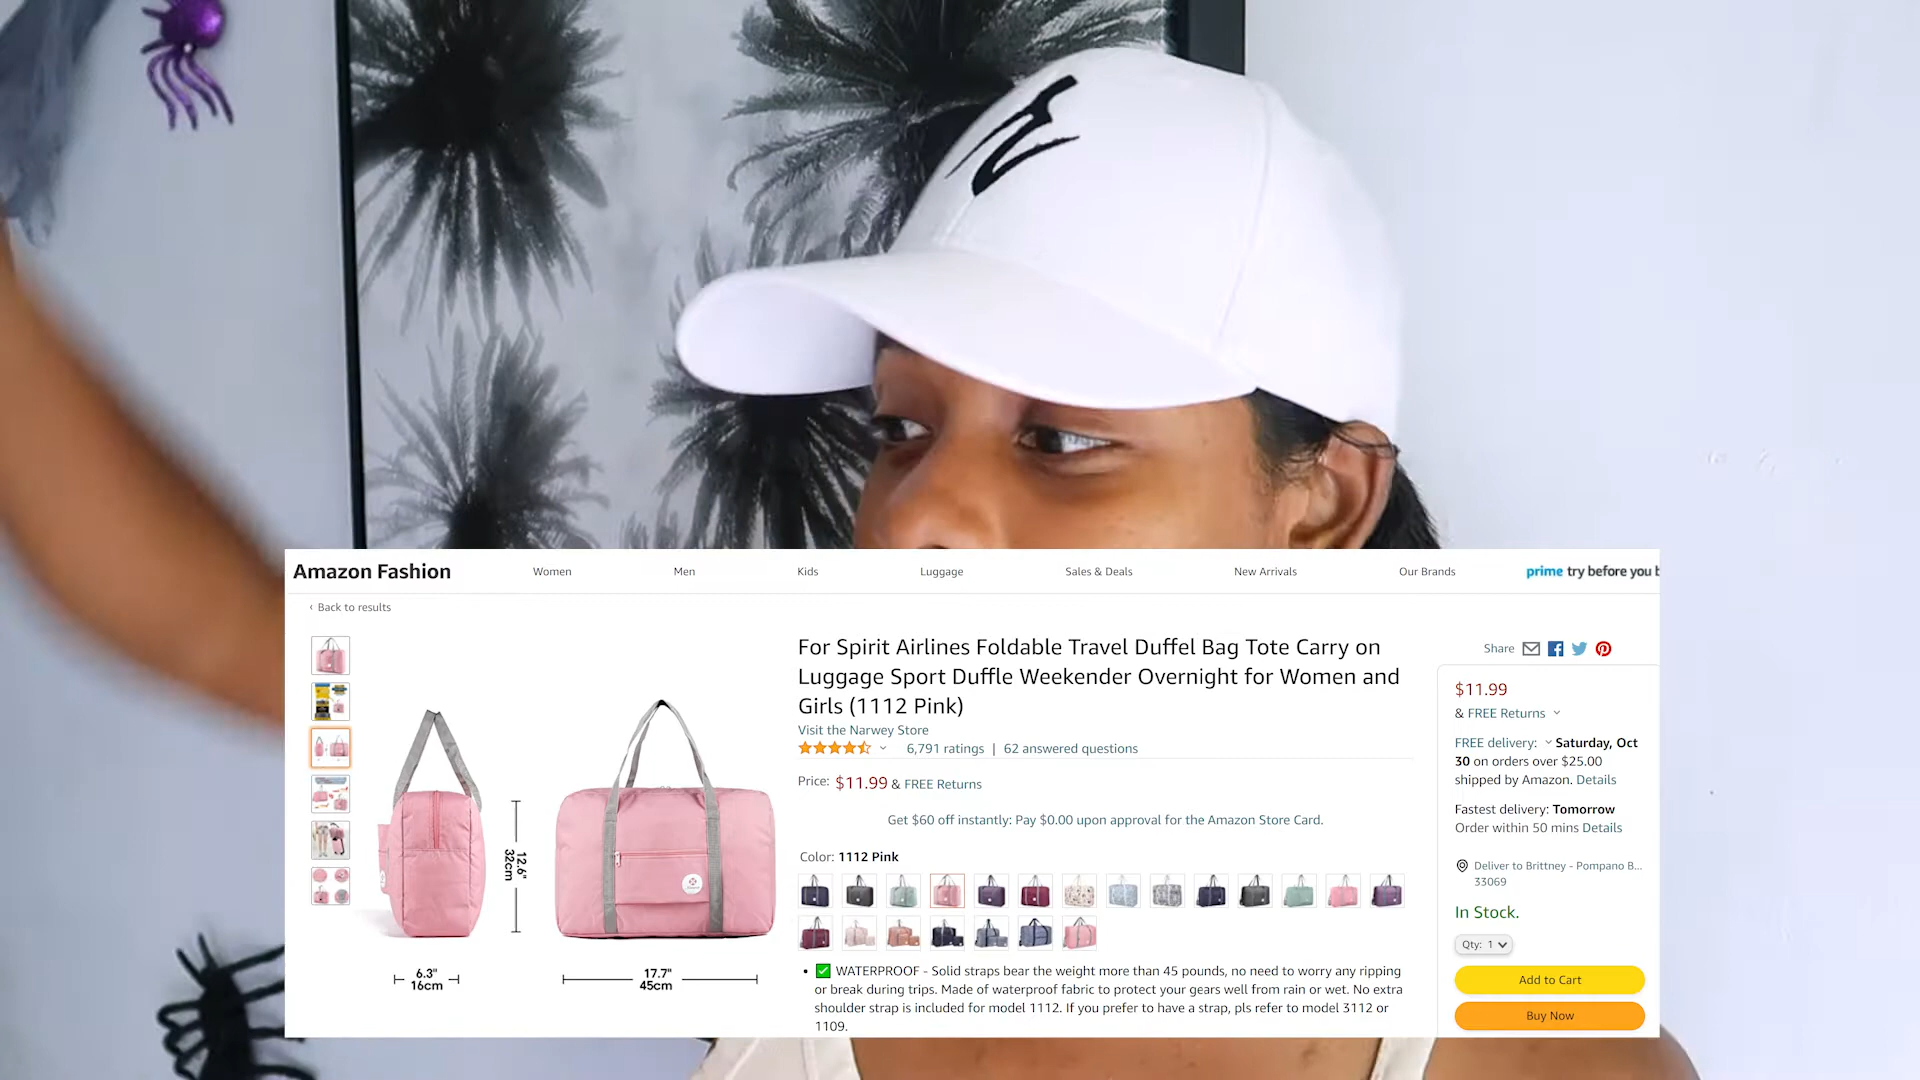 Amazon Fashion
Women
Men
Kids
Luggage
Sales & Deals
New Arrivals
Our Brands
prime try before you b
‹ Back to results
For Spirit Airlines Foldable Travel Duffel Bag Tote Carry on
Luggage Sport Duffle Weekender Overnight for Women and
Girls (1112 Pink)
Visit the Narwey Store
6,791 ratings | 62 answered questions
Price: $11.99 & FREE Returns
Get $60 off instantly: Pay $0.00 upon approval for the Amazon Store Card.
Color: 1112 Pink
12.6"
32cm
6.3"
16cm
17.7"
45cm
• ✅ WATERPROOF - Solid straps bear the weight more than 45 pounds, no need to worry any ripping
or break during trips. Made of waterproof fabric to protect your gears well from rain or wet. No extra
shoulder strap is included for model 1112. If you prefer to have a strap, pls refer to model 3112 or
1109.
Share
$11.99
& FREE Returns
FREE delivery: Saturday, Oct
30 on orders over $25.00
shipped by Amazon. Details
Fastest delivery: Tomorrow
Order within 50 mins Details
Deliver to Brittney - Pompano B...
33069
In Stock.
Qty: 1
Add to Cart
Buy Now